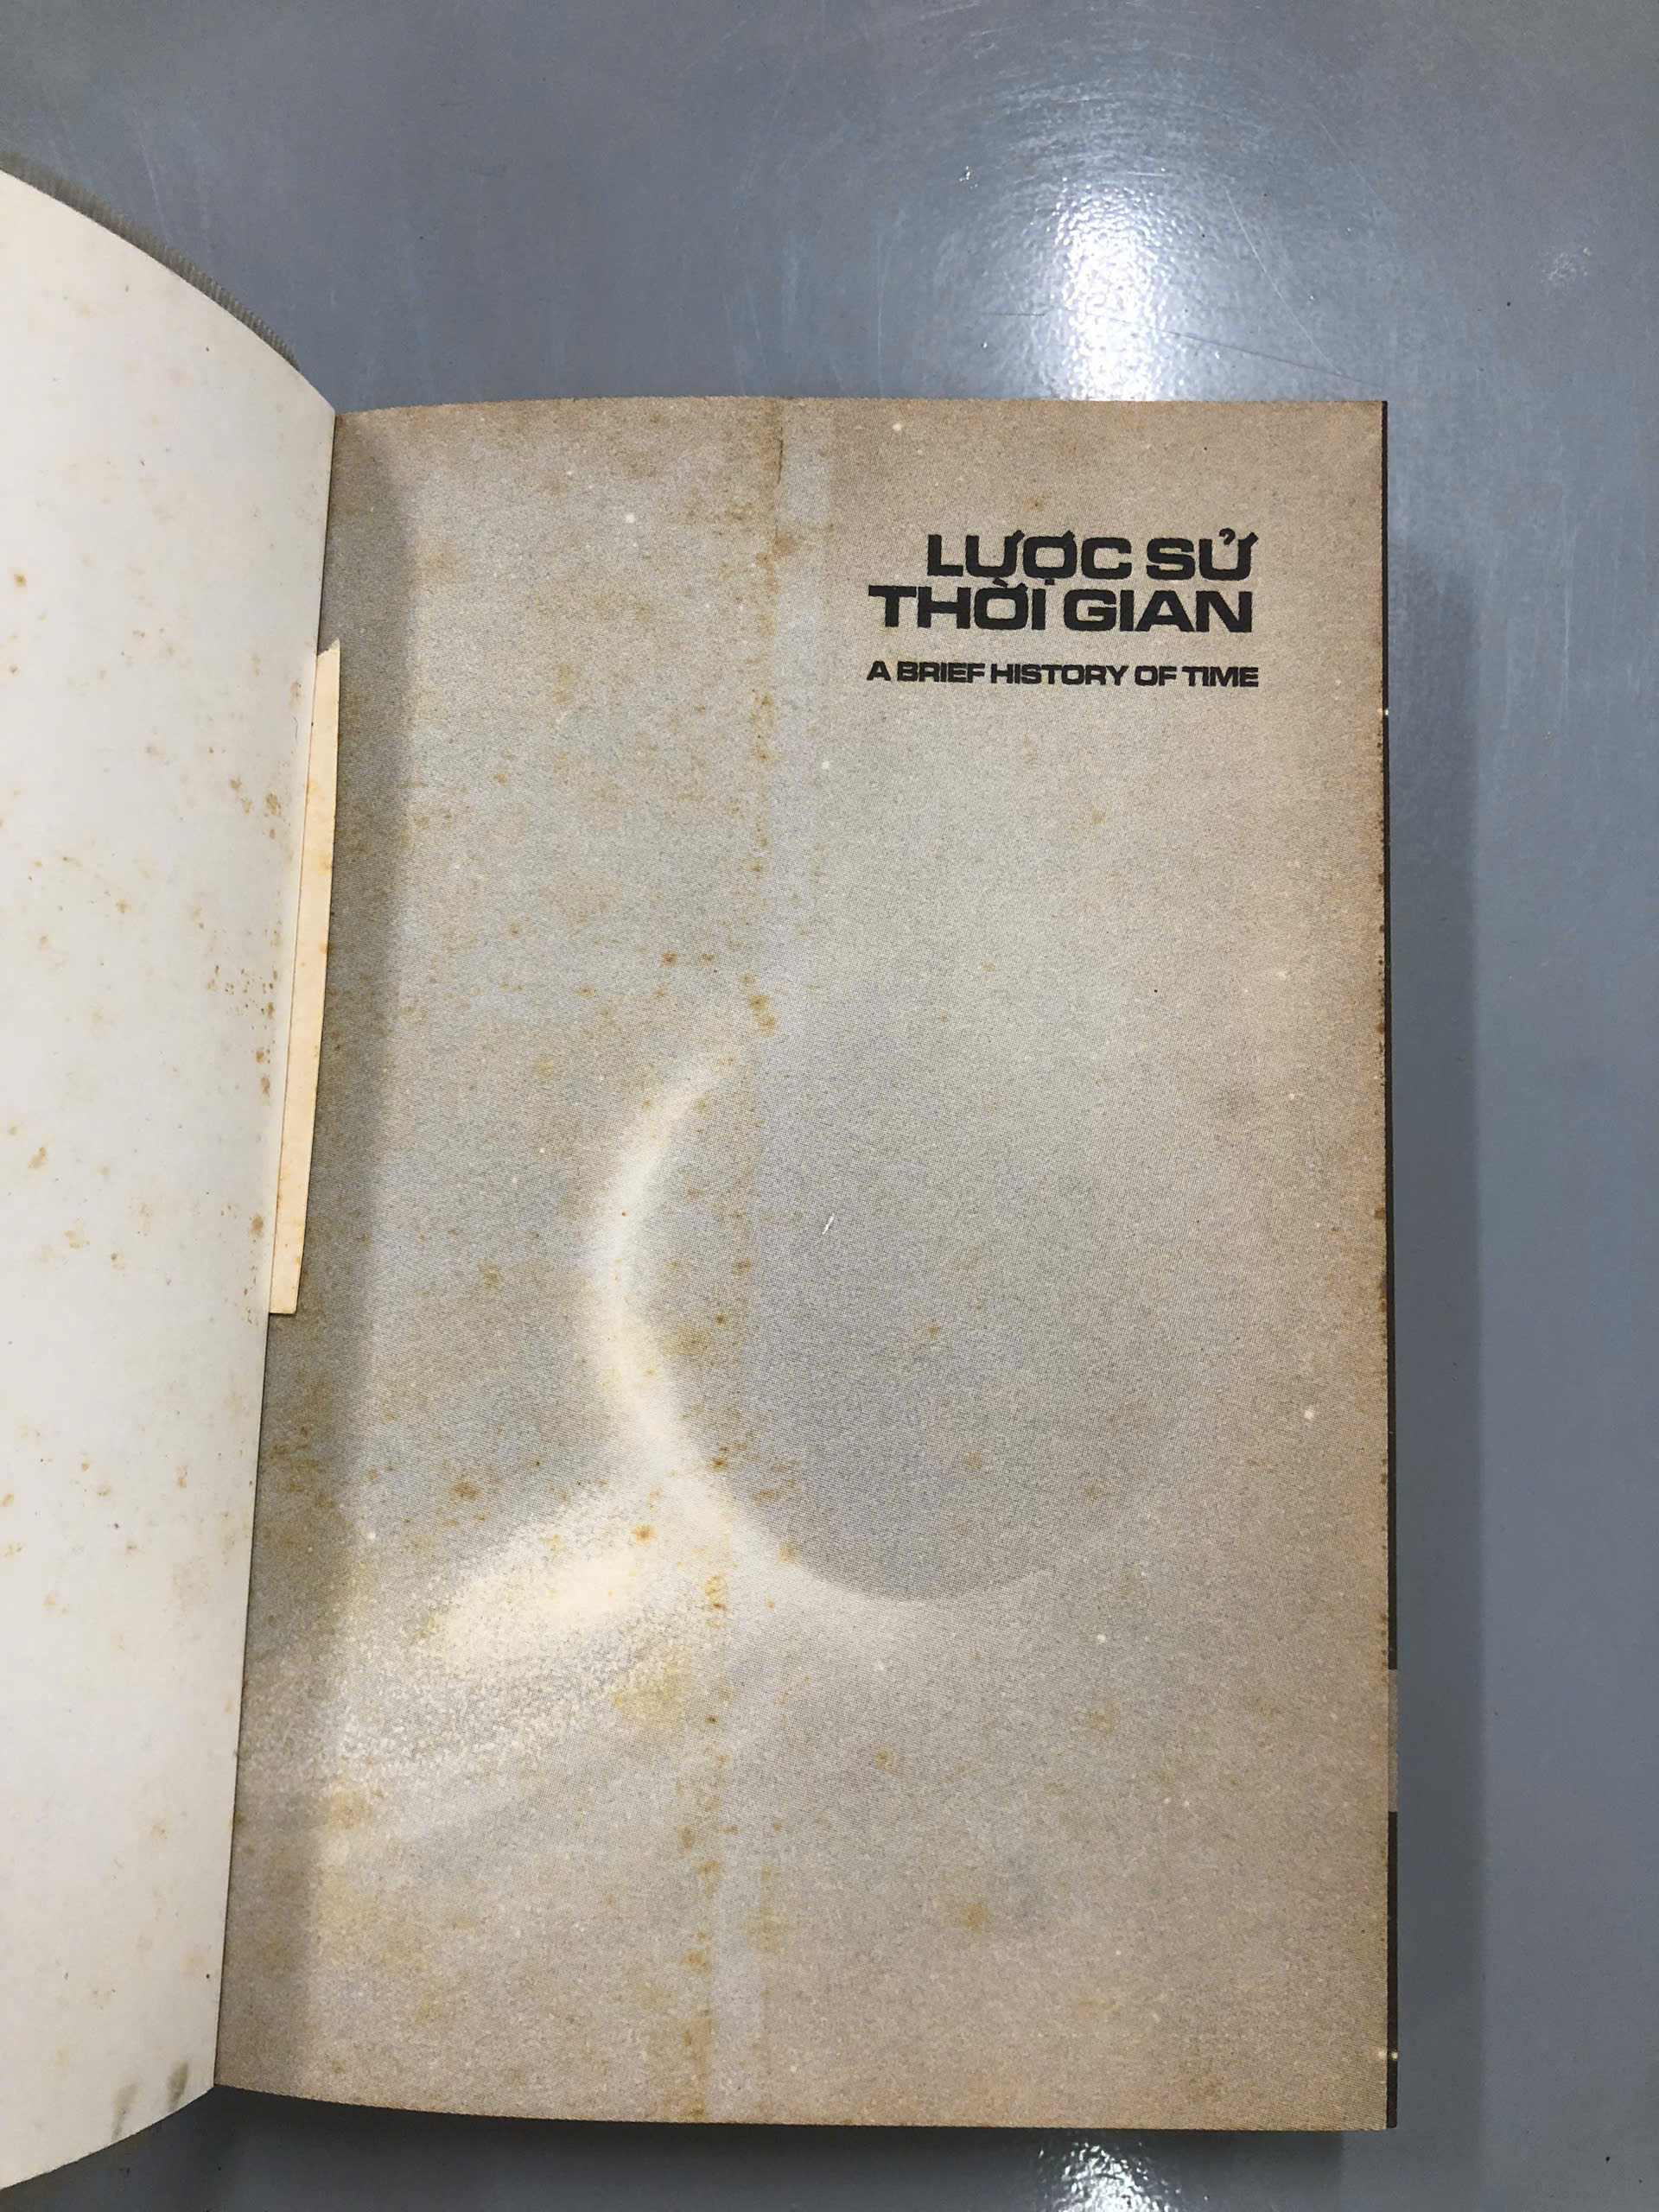 LƯỢC SỬ
THỜI GIAN
A BRIEF HISTORY OF TIME